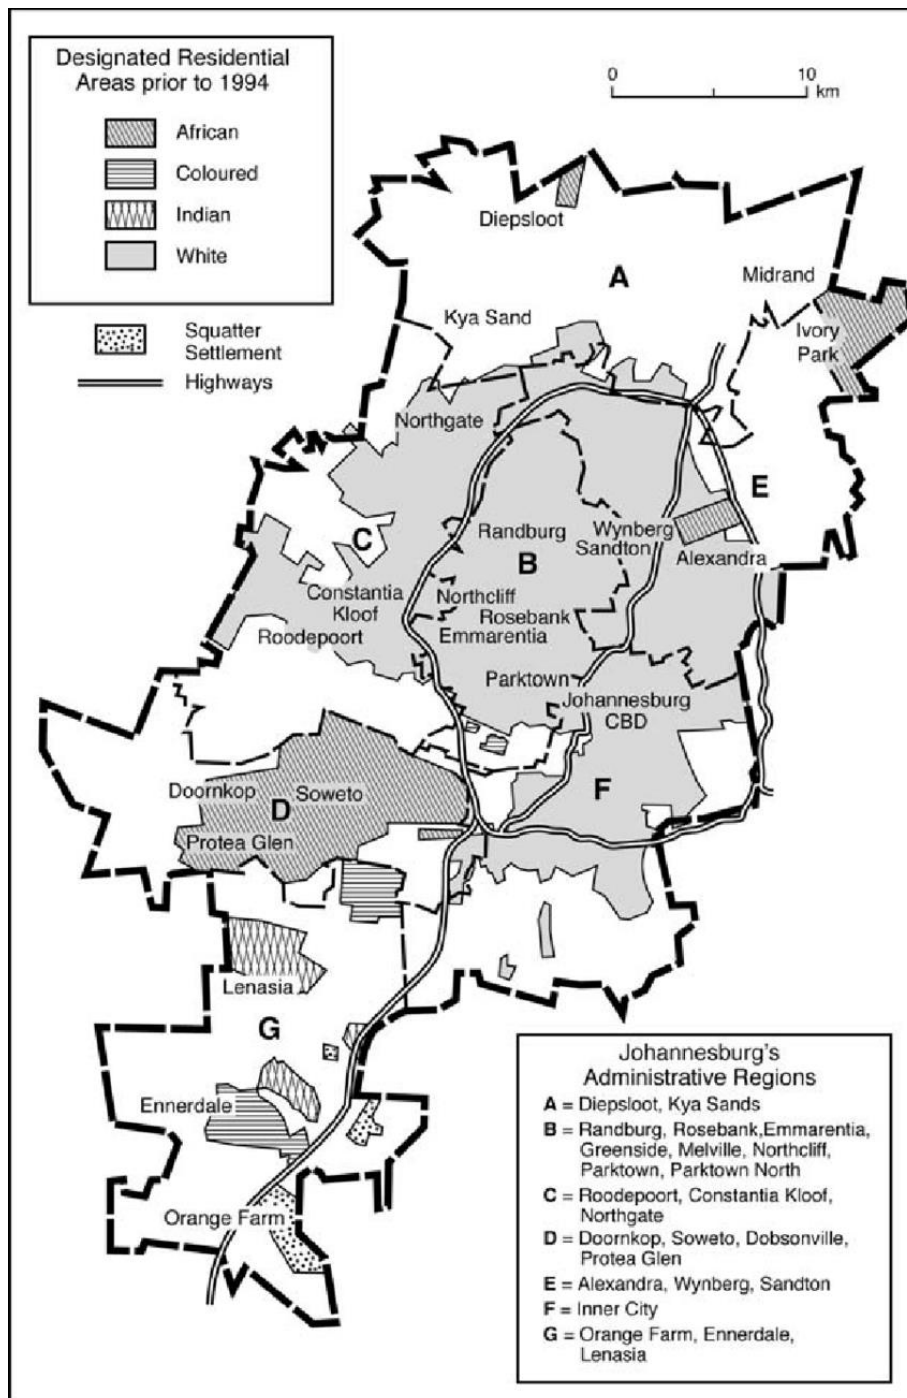 Designated Residential
Areas prior to 1994
African
Coloured
Indian
White
Squatter
Settlement
Highways
0 10
km
Diepsloot
A
Midrand
Kya Sand
Ivory
Park
Northgate
E
C
Randburg
Wynberg
Sandton
B
Alexandra
Constantia
Kloof
Northcliff
Rosebank
Roodepoort
Emmarentia
Parktown
Johannesburg
CBD
Doornkop
Soweto
D
F
Protea Glen
Lenasia
G
Ennerdale
Orange Farm
Johannesburg's
Administrative Regions
A = Diepsloot, Kya Sands
B = Randburg, Rosebank,Emmarentia,
Greenside, Melville, Northcliff,
Parktown, Parktown North
C = Roodepoort, Constantia Kloof,
Northgate
D = Doornkop, Soweto, Dobsonville,
Protea Glen
E = Alexandra, Wynberg, Sandton
F = Inner City
G = Orange Farm, Ennerdale,
Lenasia